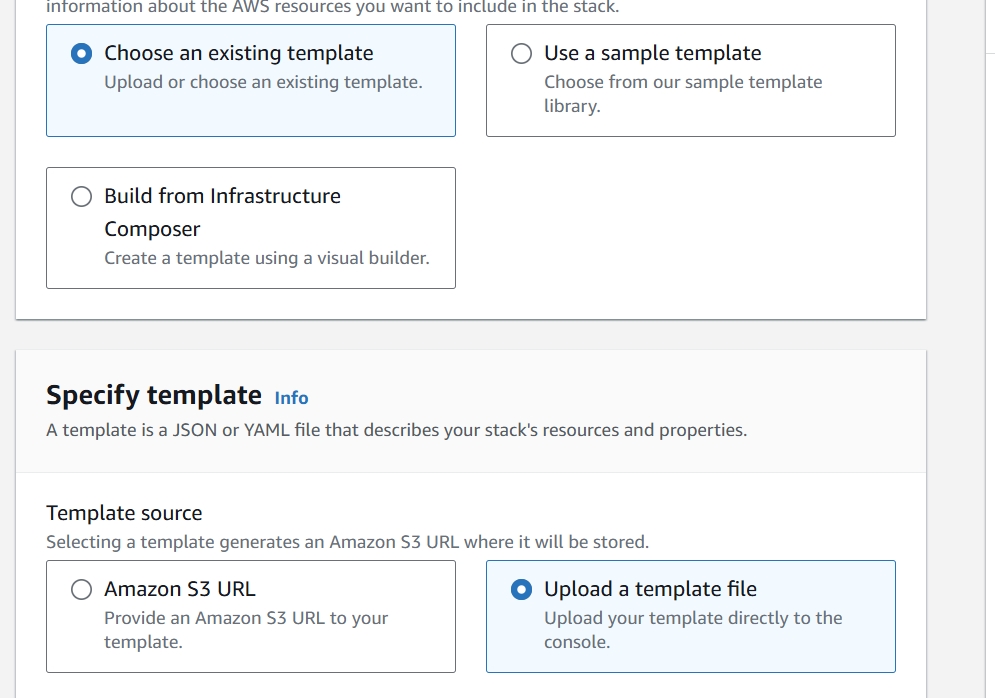 information about the AWS resources you want to include in the stack.
Choose an existing template
Upload or choose an existing template.
Use a sample template
Choose from our sample template
library.
Build from Infrastructure
Composer
Create a template using a visual builder.
Specify template Info
A template is a JSON or YAML file that describes your stack's resources and properties.
Template source
Selecting a template generates an Amazon S3 URL where it will be stored.
Amazon S3 URL
Provide an Amazon S3 URL to your
template.
Upload a template file
Upload your template directly to the
console.